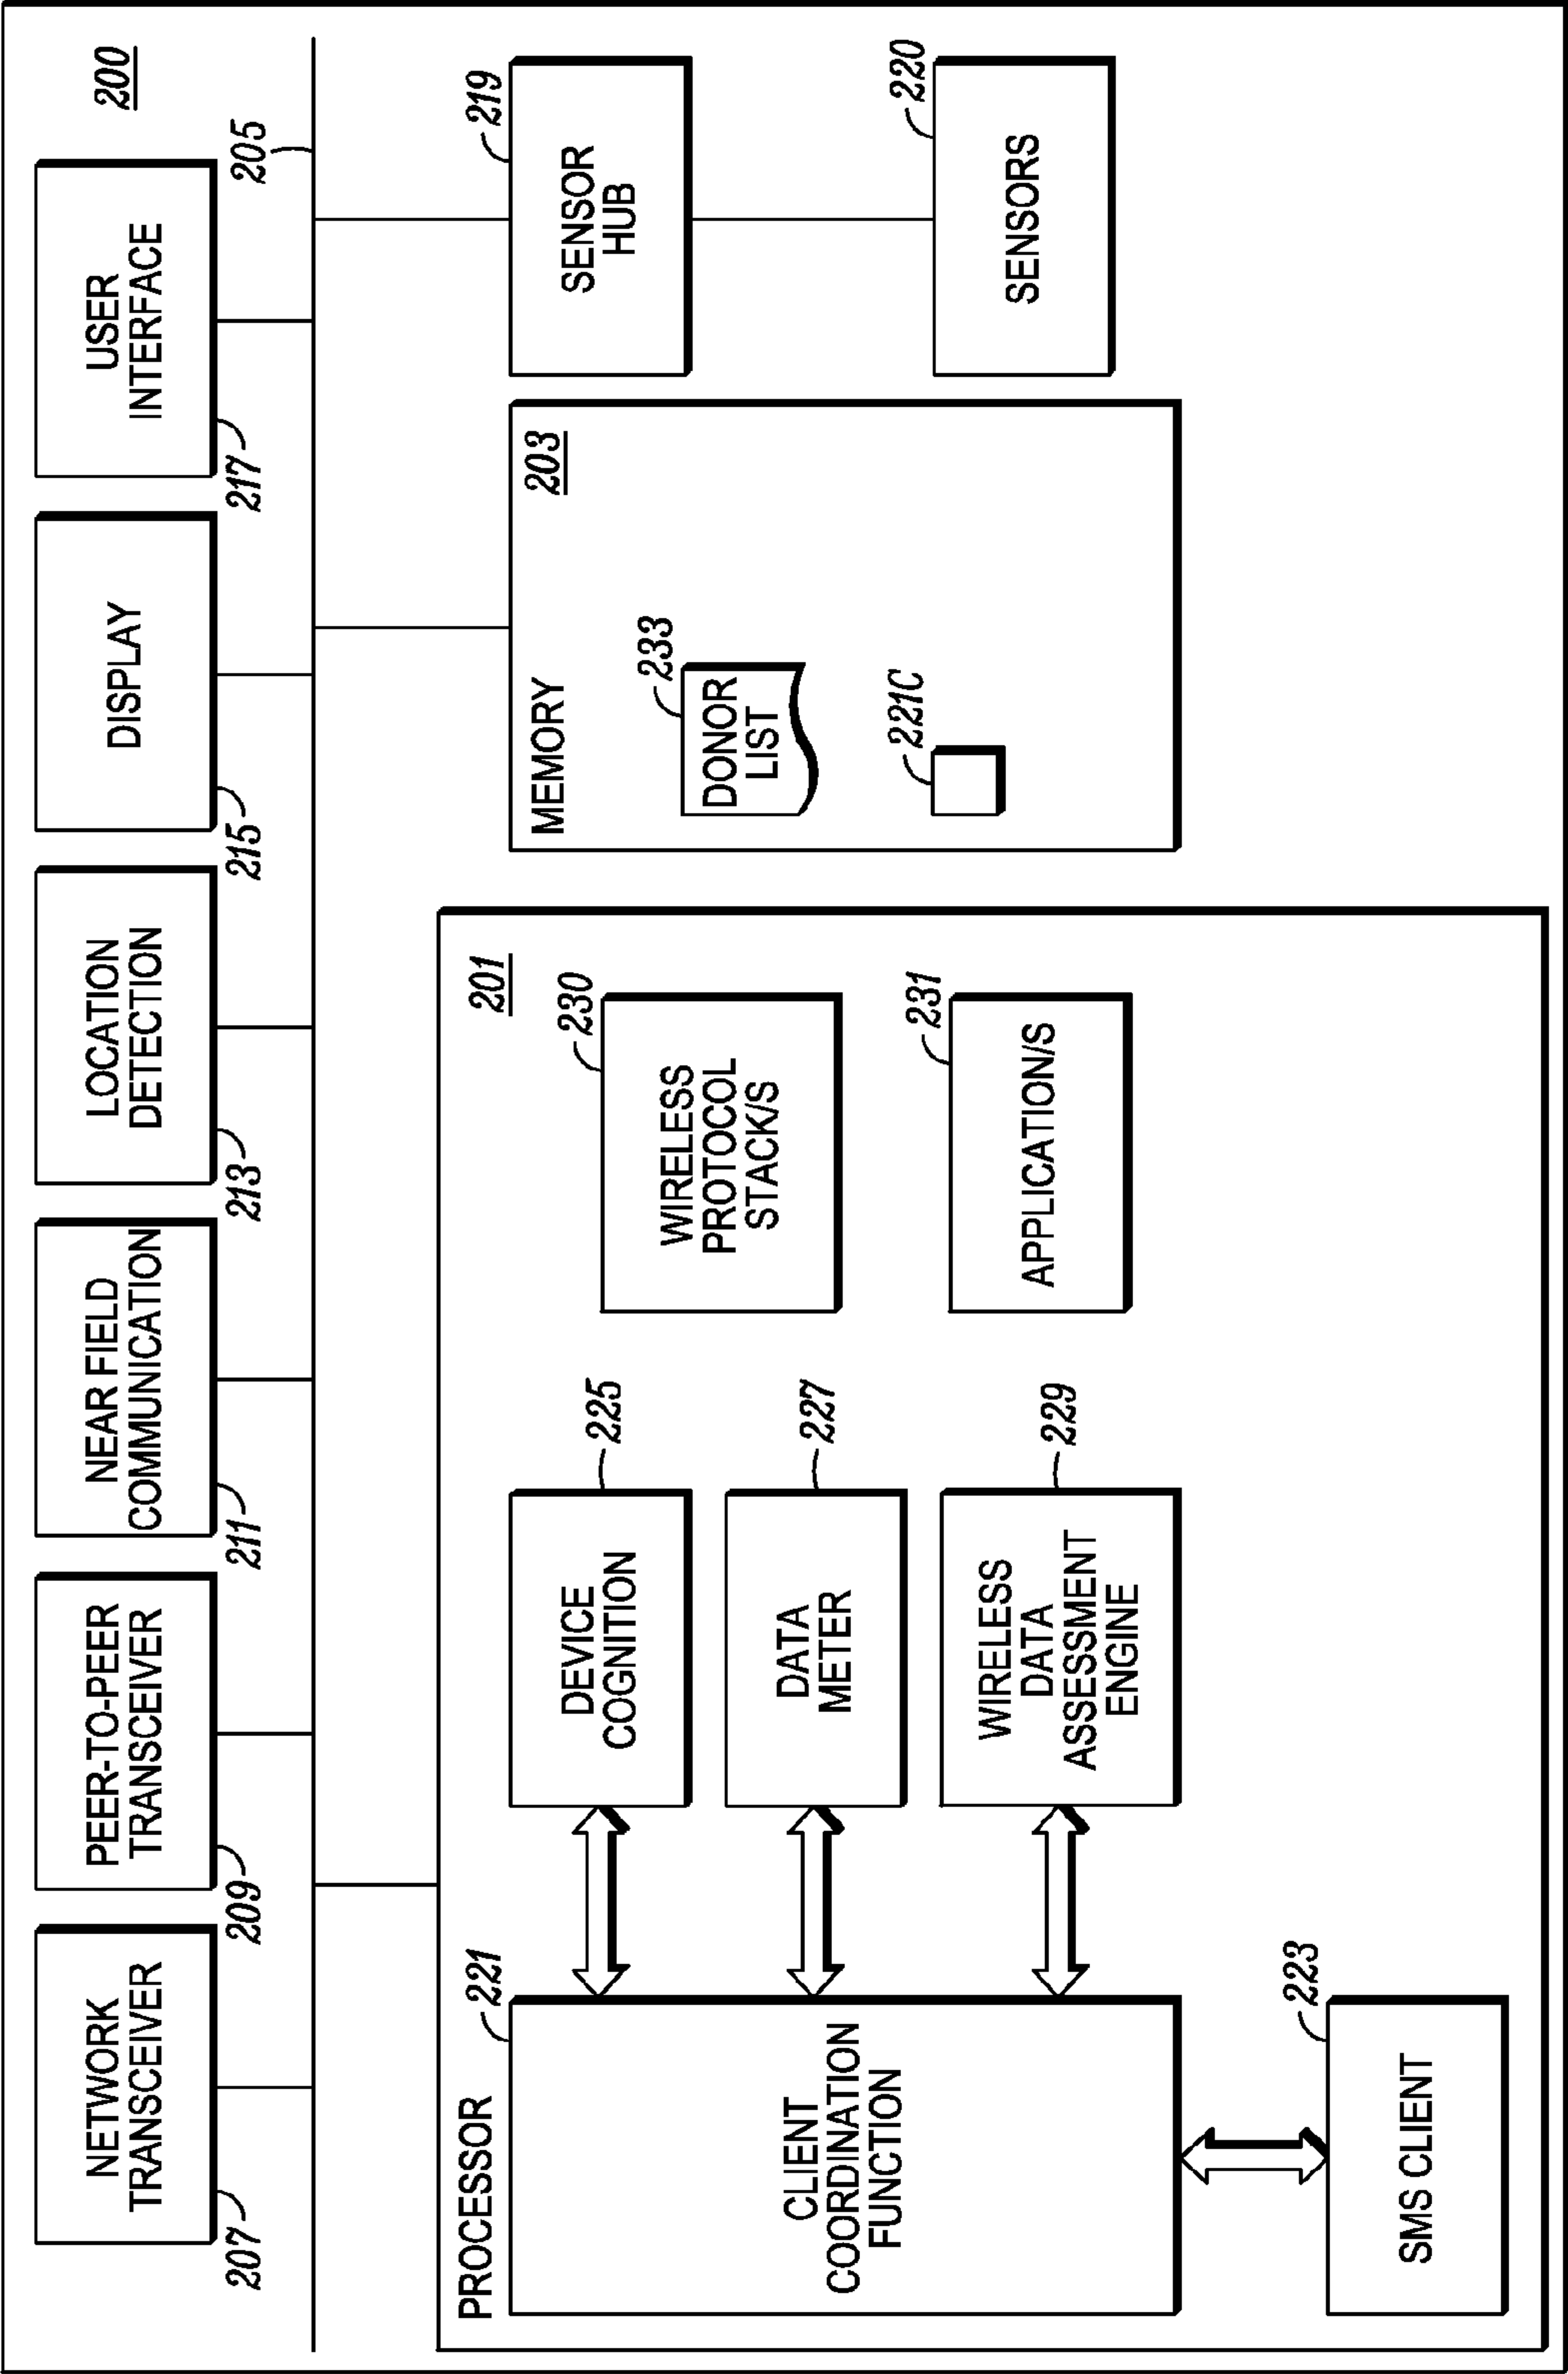 200
NETWORK
TRANSCEIVER
207
PEER-TO-PEER
TRANSCEIVER
209
NEAR FIELD
COMMUNICATION
211
LOCATION
DETECTION
213
DISPLAY
215
USER
INTERFACE
217
205
PROCESSOR
201
221
CLIENT
COORDINATION
FUNCTION
DEVICE
COGNITION
225
DATA
METER
227
WIRELESS
DATA
ASSESSMENT
ENGINE
229
SMS CLIENT
223
WIRELESS
PROTOCOL
STACK/S
230
APPLICATION/S
231
MEMORY
203
DONOR
LIST
233
221C
SENSOR
HUB
219
SENSORS
220